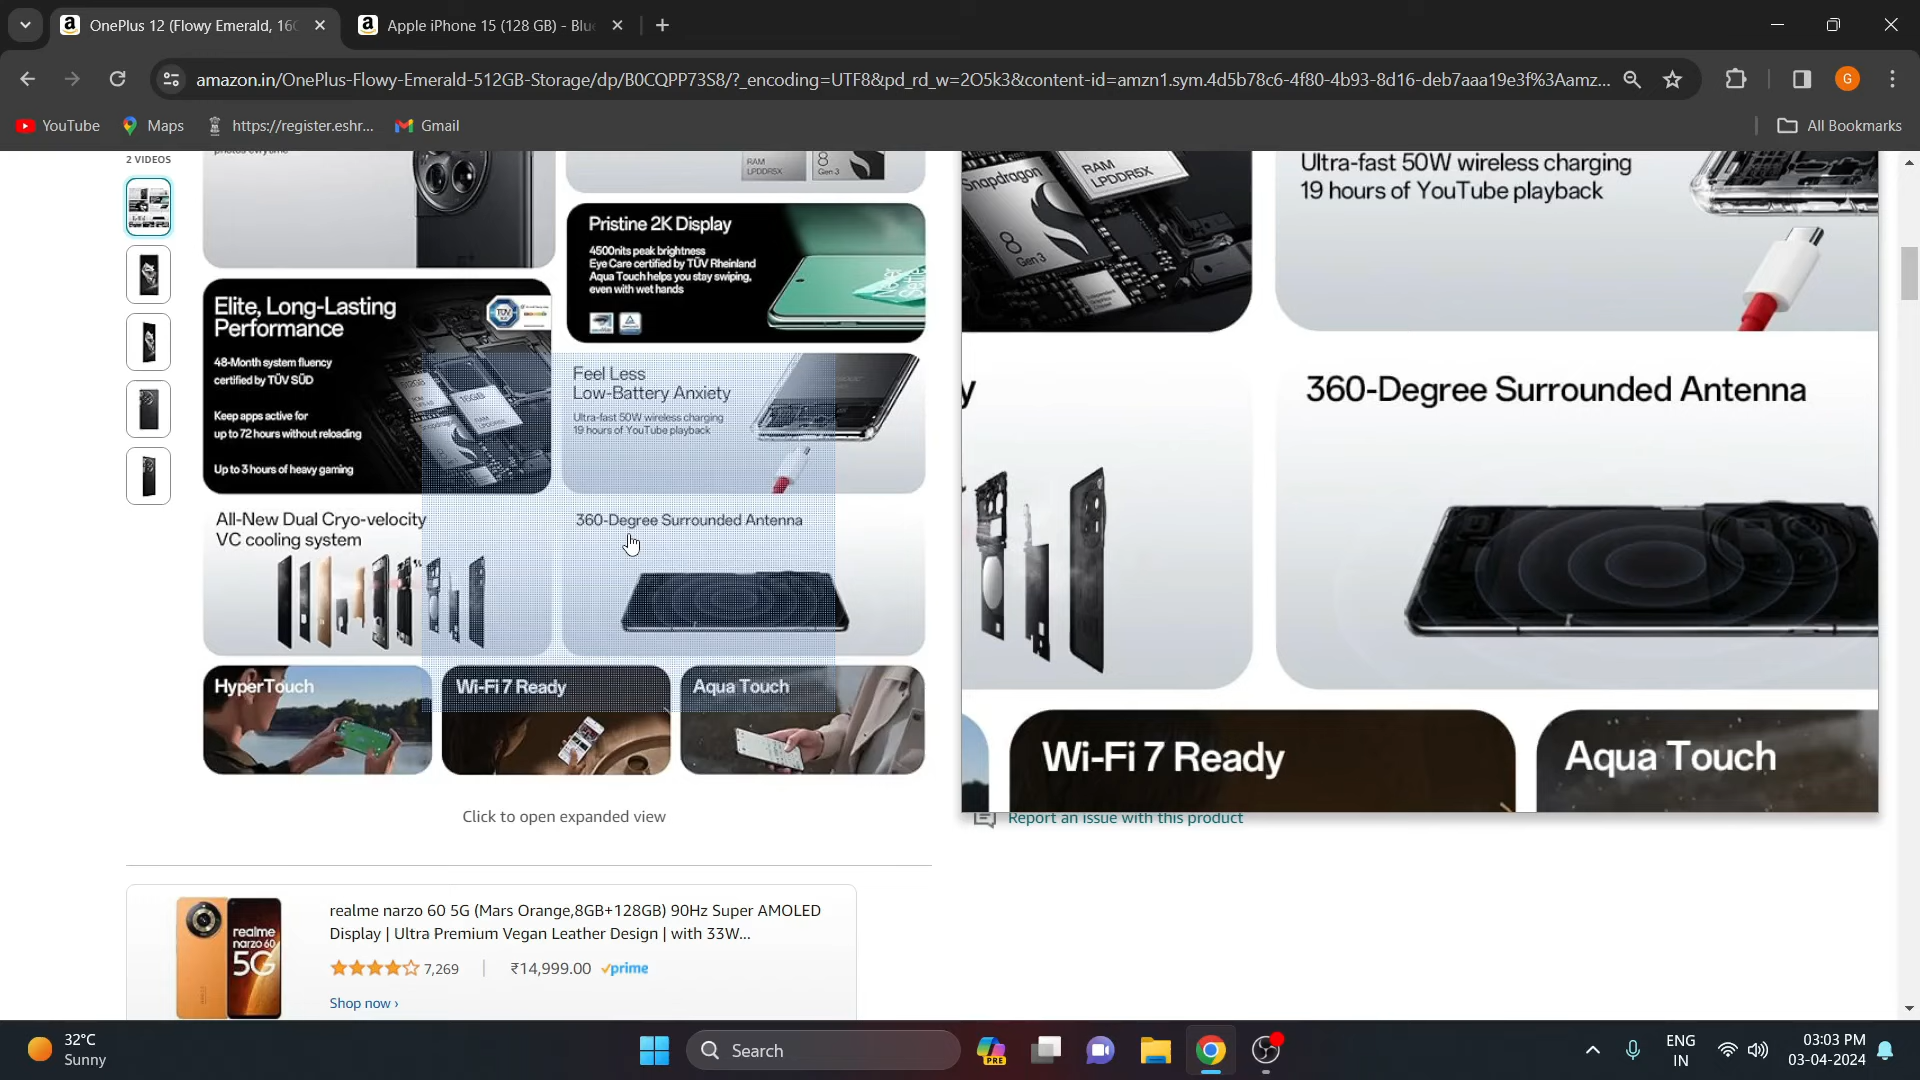 OnePlus 12 (Flowy Emerald, 16G
Apple iPhone 15 (128 GB) - Blu
amazon.in/OnePlus-Flowy-Emerald-512GB-Storage/dp/B0CQPP73S8/?_encoding=UTF8&pd_rd_w=2O5k3&content-id=amzn1.sym.4d5b78c6-4f80-4b93-8d16-deb7aaa19e3f%3Aamz...
G
YouTube
Maps
https://register.eshr...
Gmail
All Bookmarks
2 VIDEOS
RAM
LPDDR5X
8
Gen 3
Pristine 2K Display
4500nits peak brightness
Eye Care certified by TÜV Rheinland
Aqua Touch helps you stay swiping,
even with wet hands
Elite, Long-Lasting
Performance
48-Month system fluency
certified by TÜV SÜD
Keep apps active for
up to 72 hours without reloading
Up to 3 hours of heavy gaming
16GB
Snapdragon
Feel Less
Low-Battery Anxiety
Ultra-fast 50W wireless charging
19 hours of YouTube playback
All-New Dual Cryo-velocity
VC cooling system
360-Degree Surrounded Antenna
HyperTouch
Wi-Fi 7 Ready
Aqua Touch
Click to open expanded view
Snapdragon
8
Gen 3
RAM
LPDDR5X
Ultra-fast 50W wireless charging
19 hours of YouTube playback
y
360-Degree Surrounded Antenna
Wi-Fi 7 Ready
Aqua Touch
Report an issue with this product
realme
narzo 60
5G
realme narzo 60 5G (Mars Orange,8GB+128GB) 90Hz Super AMOLED
Display | Ultra Premium Vegan Leather Design | with 33W...
7,269
₹14,999.00
prime
Shop now ›
32°C
Sunny
Search
PRE
ENG
IN
03:03 PM
03-04-2024